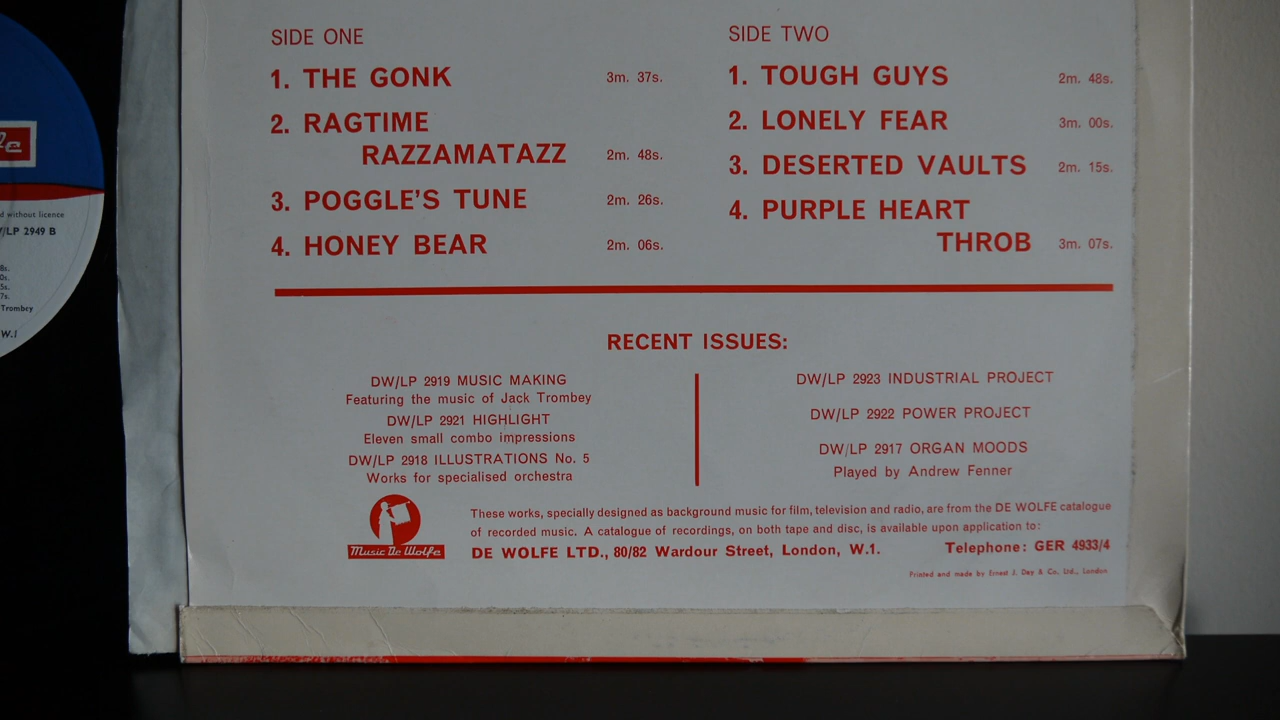 SIDE ONE
1. THE GONK 3m. 37s.
2. RAGTIME
RAZZAMATAZZ 2m. 48s.
3. POGGLE'S TUNE 2m. 26s.
4. HONEY BEAR 2m. 06s.
SIDE TWO
1. TOUGH GUYS 2m. 48s.
2. LONELY FEAR 3m. 00s.
3. DESERTED VAULTS 2m. 15s.
4. PURPLE HEART
THROB 3m. 07s.
RECENT ISSUES:
DW/LP 2919 MUSIC MAKING
Featuring the music of Jack Trombey
DW/LP 2921 HIGHLIGHT
Eleven small combo impressions
DW/LP 2918 ILLUSTRATIONS No. 5
Works for specialised orchestra
DW/LP 2923 INDUSTRIAL PROJECT
DW/LP 2922 POWER PROJECT
DW/LP 2917 ORGAN MOODS
Played by Andrew Fenner
Music De Wolfe
These works, specially designed as background music for film, television and radio, are from the DE WOLFE catalogue
of recorded music. A catalogue of recordings, on both tape and disc, is available upon application to:
DE WOLFE LTD., 80/82 Wardour Street, London, W.1. Telephone: GER 4933/4
Printed and made by Ernest J. Day & Co., Ltd., London
d without licence
/LP 2949 B
8s.
0s.
5s.
7s.
Trombey
W.1